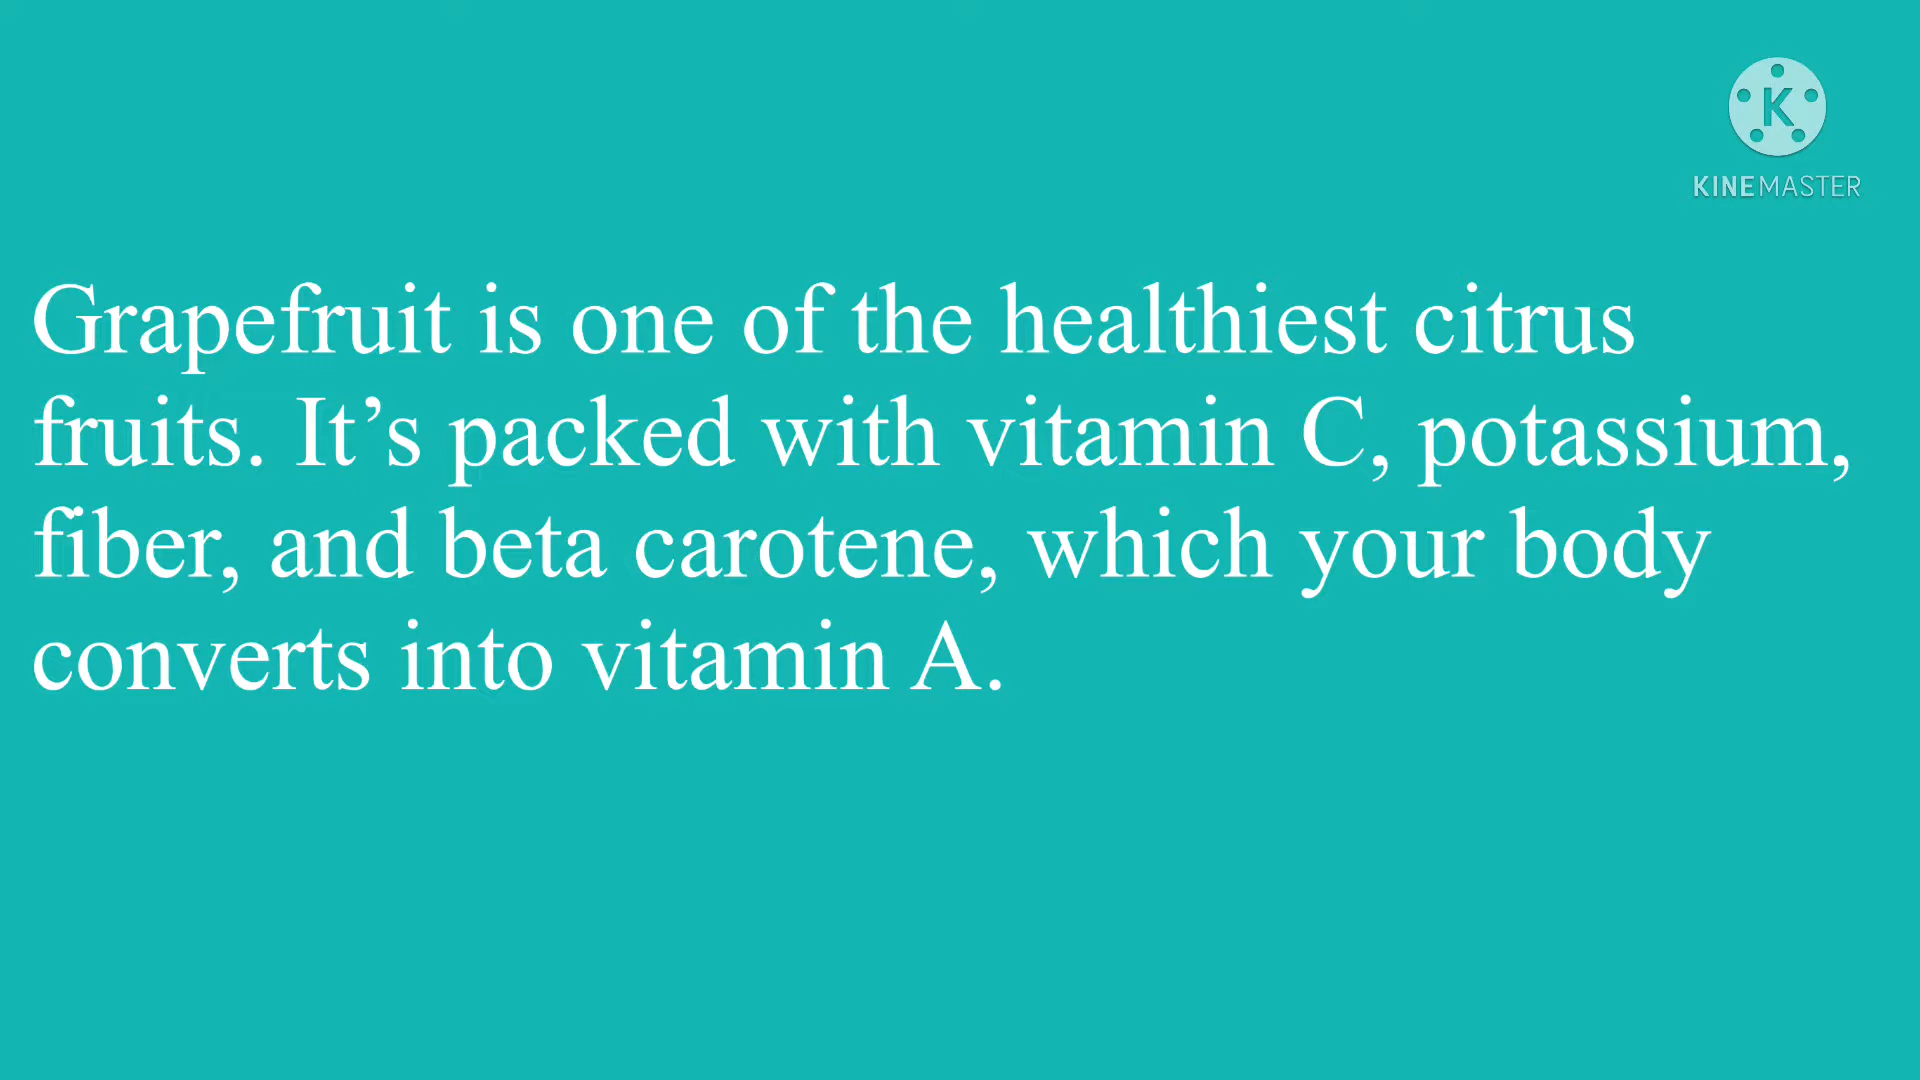 K
KINEMASTER
Grapefruit is one of the healthiest citrus
fruits. It’s packed with vitamin C, potassium,
fiber, and beta carotene, which your body
converts into vitamin A.